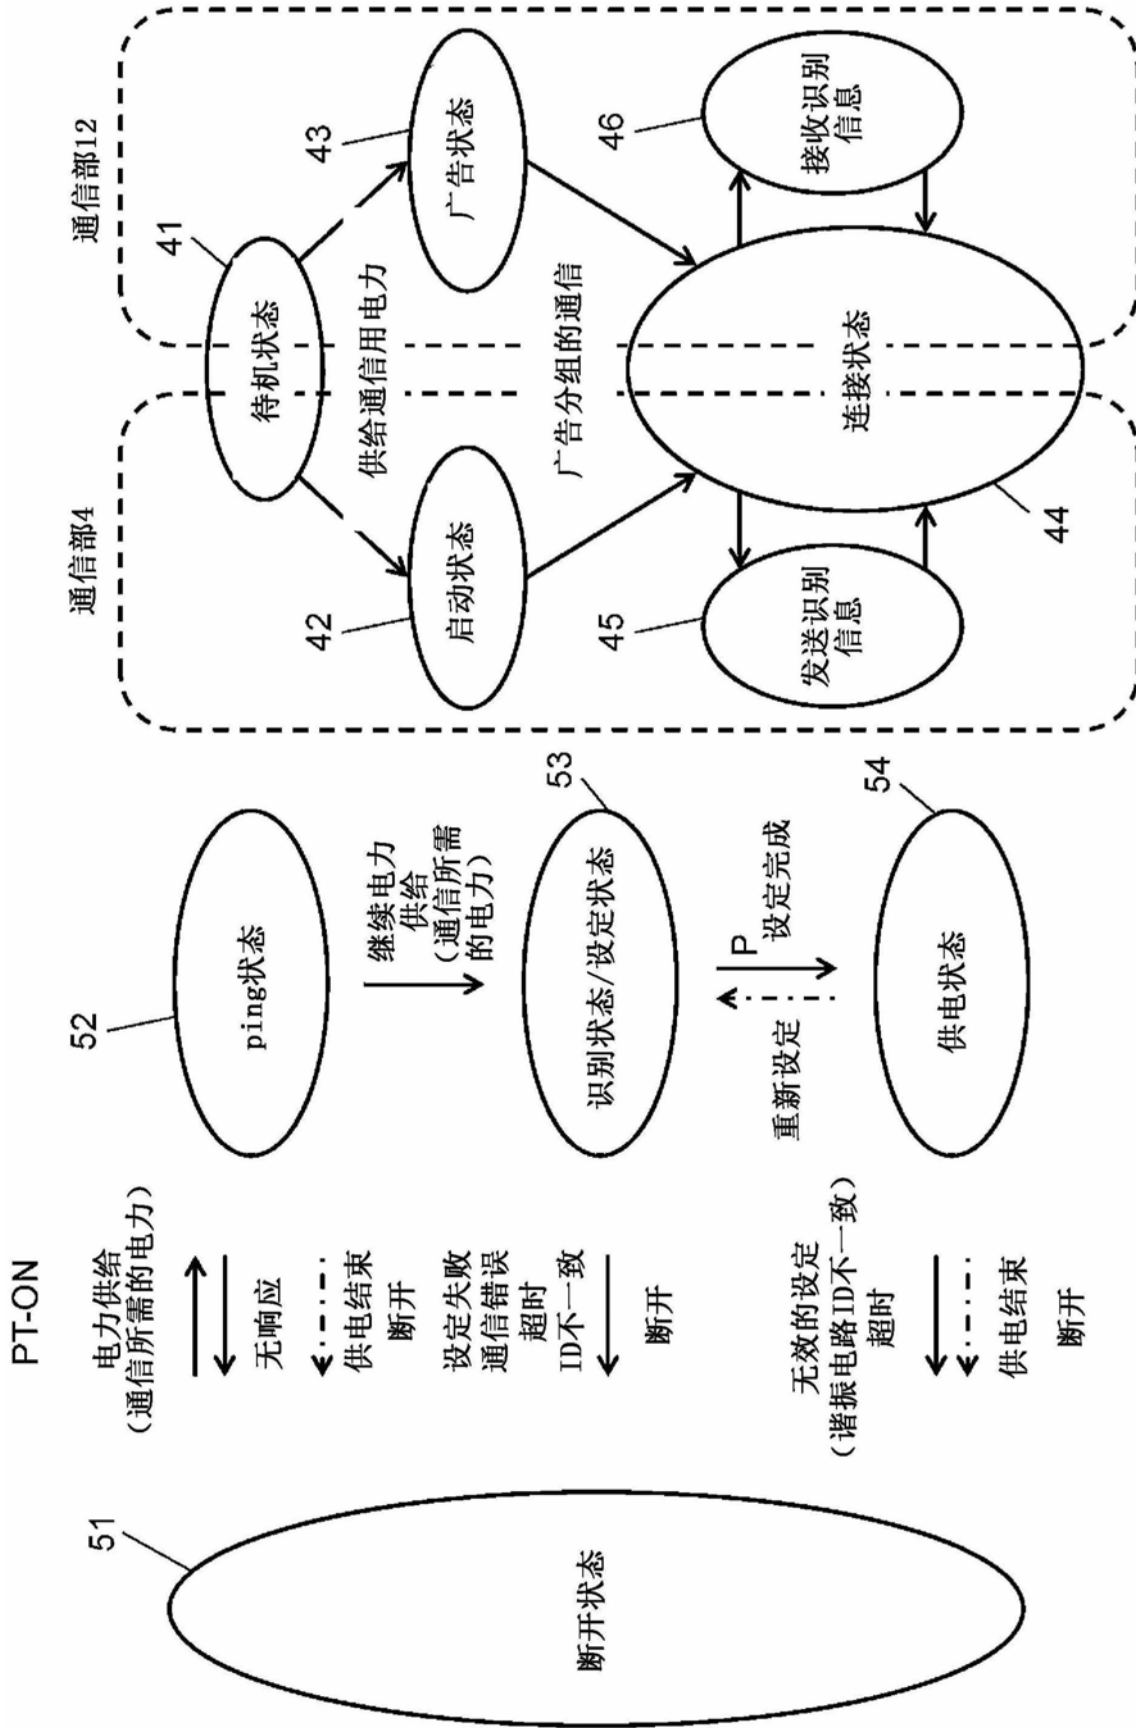 PT-ON
51
断开状态
电力供给
(通信所需的电力)
无响应
供电结束
断开
设定失败
通信错误
超时
ID不一致
断开
无效的设定
(谐振电路ID不一致)
超时
供电结束
断开
52
ping状态
继续电力
供给
(通信所需
的电力)
53
识别状态/设定状态
重新设定
P
设定完成
54
供电状态
通信部4
通信部12
41
待机状态
供给通信用电力
42
启动状态
43
广告状态
广告分组的通信
45
发送识别
信息
46
接收识别
信息
连接状态
44